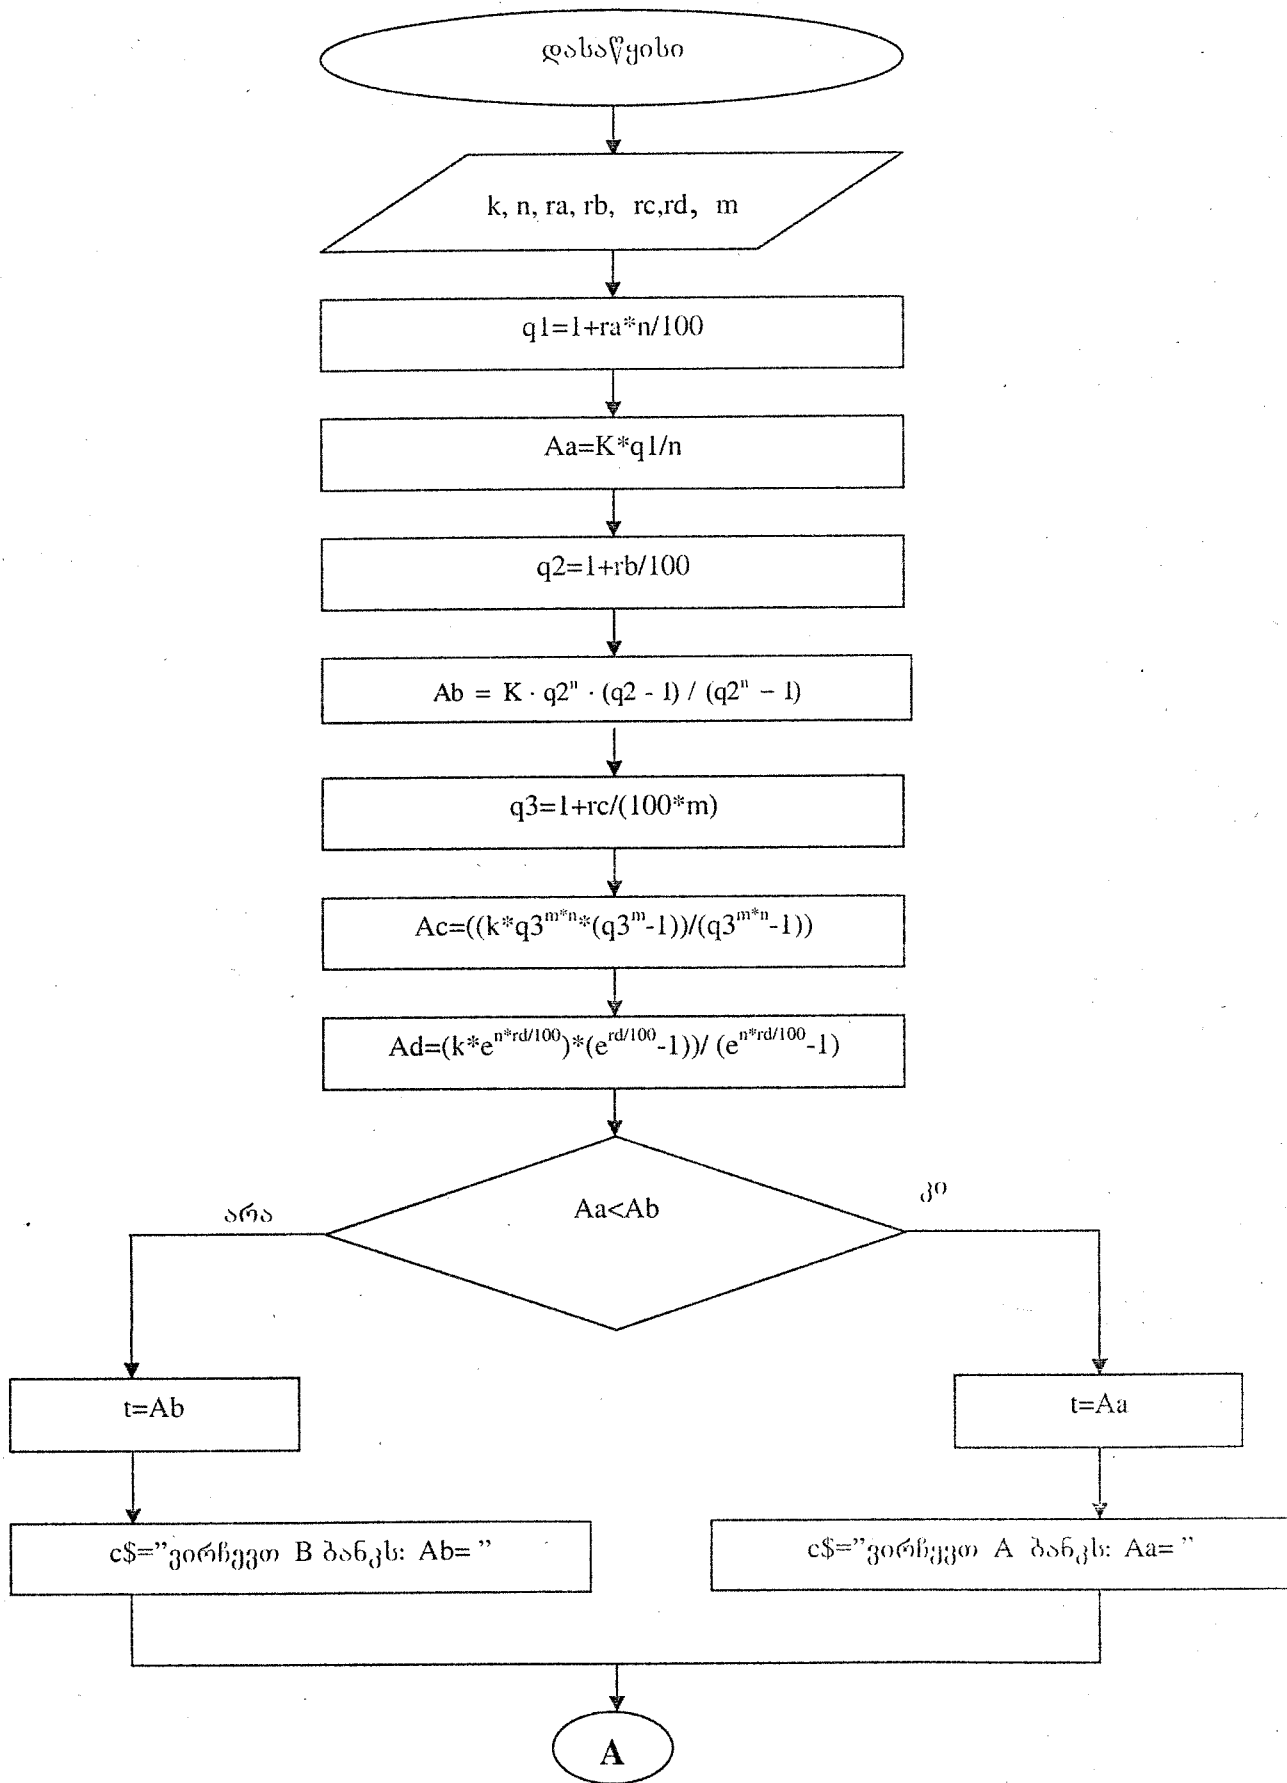 დასაწყისი
k, n, ra, rb, rc,rd, m
q1=1+ra*n/100
Aa=K*q1/n
q2=1+rb/100
Ab = K · q2ⁿ · (q2 - 1) / (q2ⁿ – 1)
q3=1+rc/(100*m)
Ac=((k*q3^m*n*(q3^m-1))/(q3^m*n-1))
Ad=(k*e^n*rd/100)*(e^rd/100-1))/ (e^n*rd/100-1)
Aa<Ab
არა
კი
t=Ab
t=Aa
c$=”ვირჩევთ B ბანკს: Ab= ”
c$=”ვირჩევთ A ბანკს: Aa= ”
A